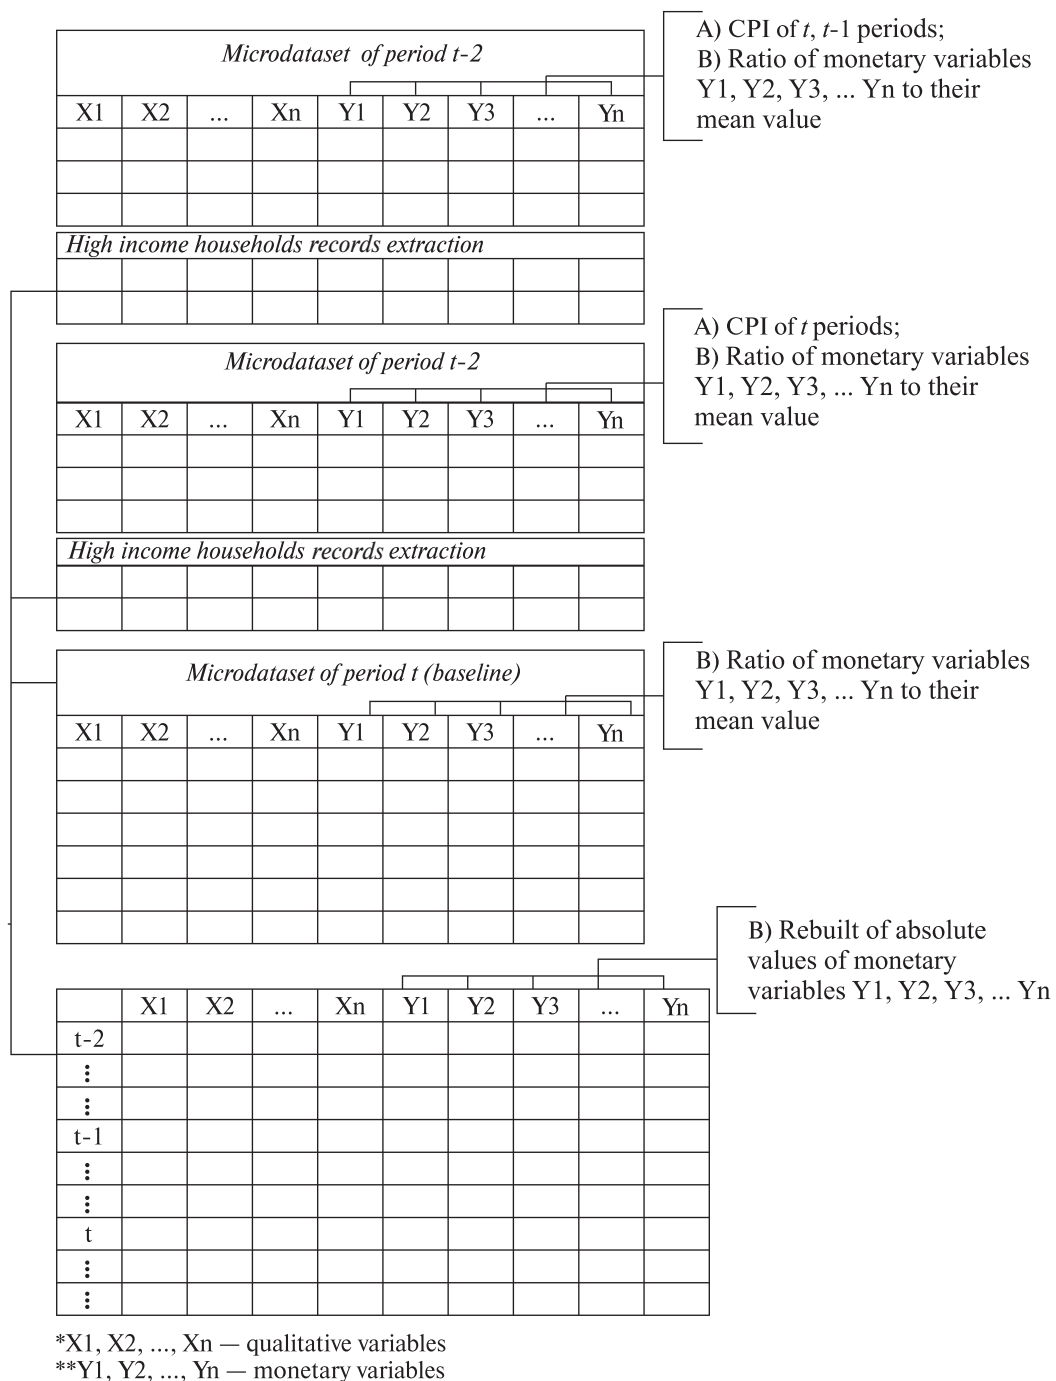 A) CPI of t, t-1 periods;
B) Ratio of monetary variables
Y1, Y2, Y3, ... Yn to their
mean value
Microdataset of period t-2
X1 X2 ... Xn Y1 Y2 Y3 ... Yn
High income households records extraction
A) CPI of t periods;
B) Ratio of monetary variables
Y1, Y2, Y3, ... Yn to their
mean value
Microdataset of period t-2
X1 X2 ... Xn Y1 Y2 Y3 ... Yn
High income households records extraction
B) Ratio of monetary variables
Y1, Y2, Y3, ... Yn to their
mean value
Microdataset of period t (baseline)
X1 X2 ... Xn Y1 Y2 Y3 ... Yn
B) Rebuilt of absolute
values of monetary
variables Y1, Y2, Y3, ... Yn
X1 X2 ... Xn Y1 Y2 Y3 ... Yn
t-2
⋮
⋮
t-1
⋮
⋮
t
⋮
⋮
*X1, X2, ..., Xn — qualitative variables
**Y1, Y2, ..., Yn — monetary variables